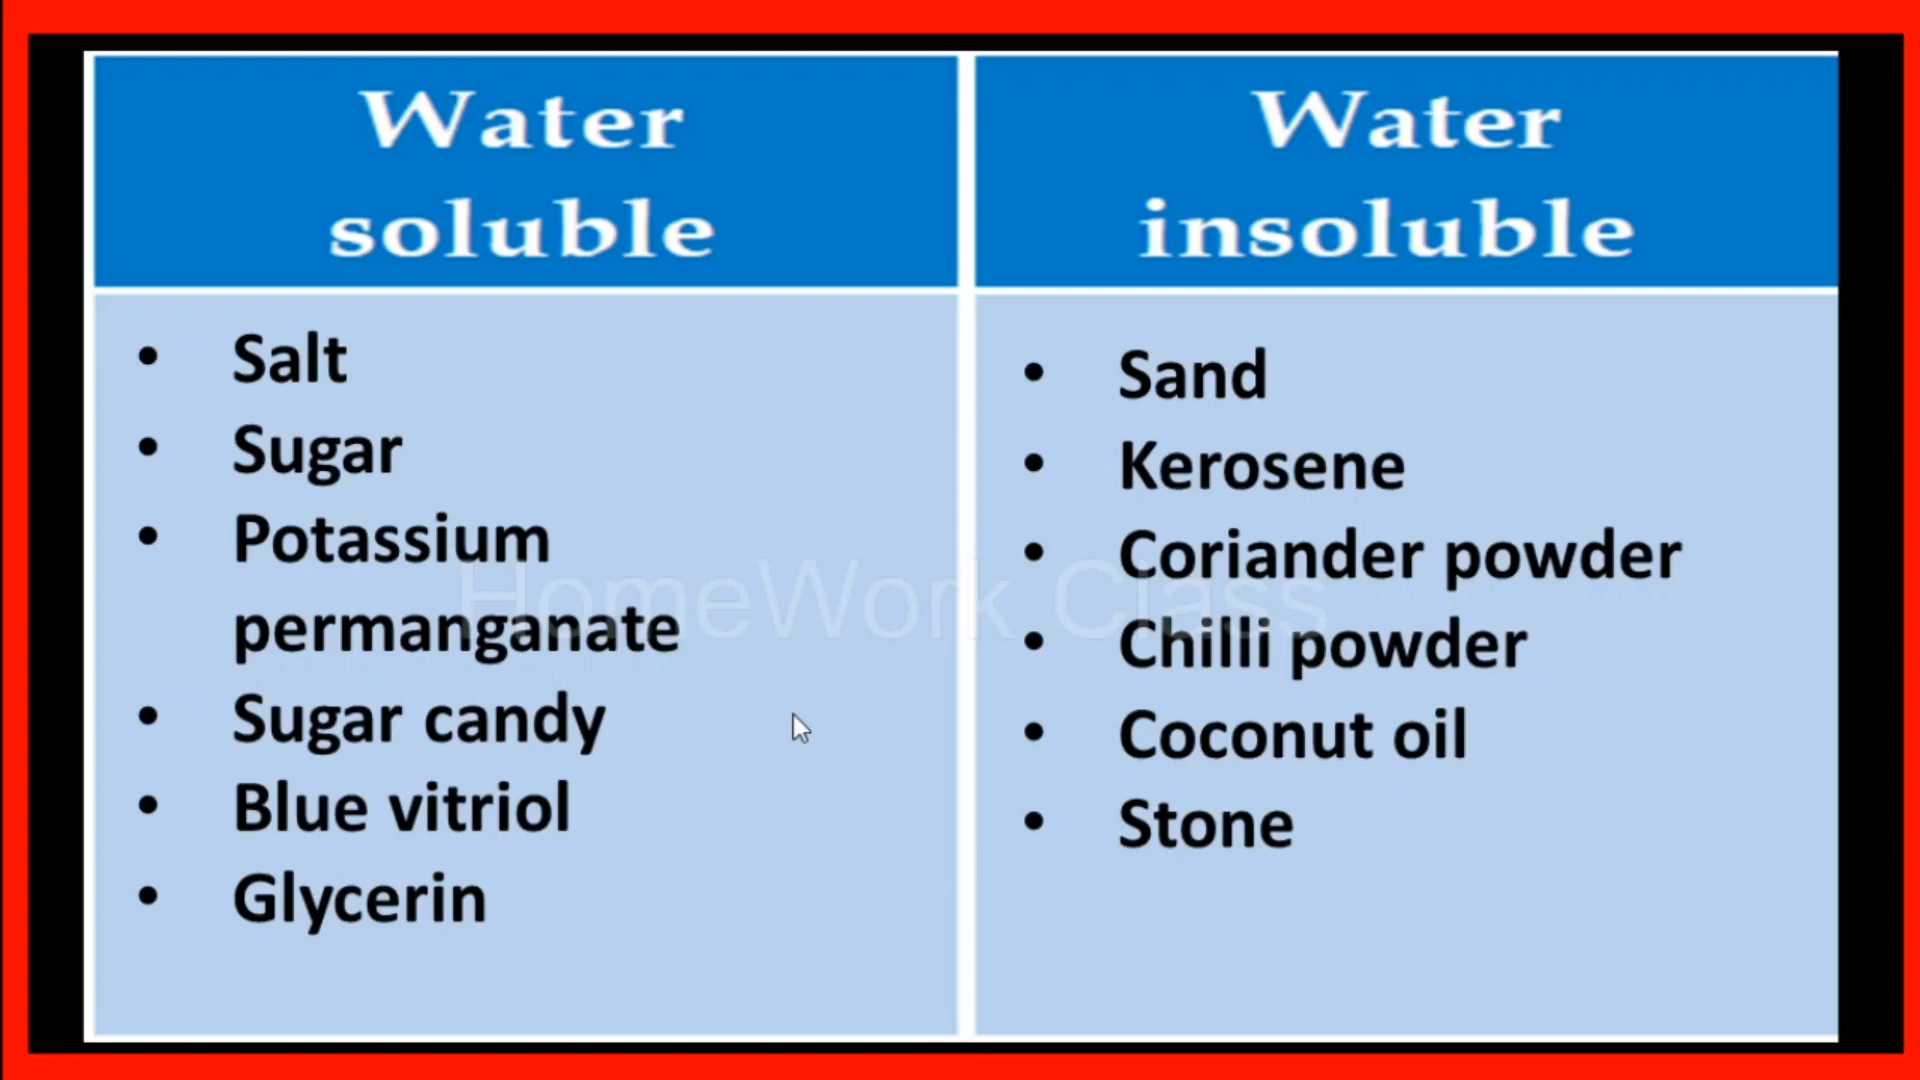 Water
soluble
Salt
Sugar
Potassium
permanganate
Sugar candy
Blue vitriol
Glycerin
Water
insoluble
Sand
Kerosene
Coriander powder
Chilli powder
Coconut oil
Stone
HomeWork Class